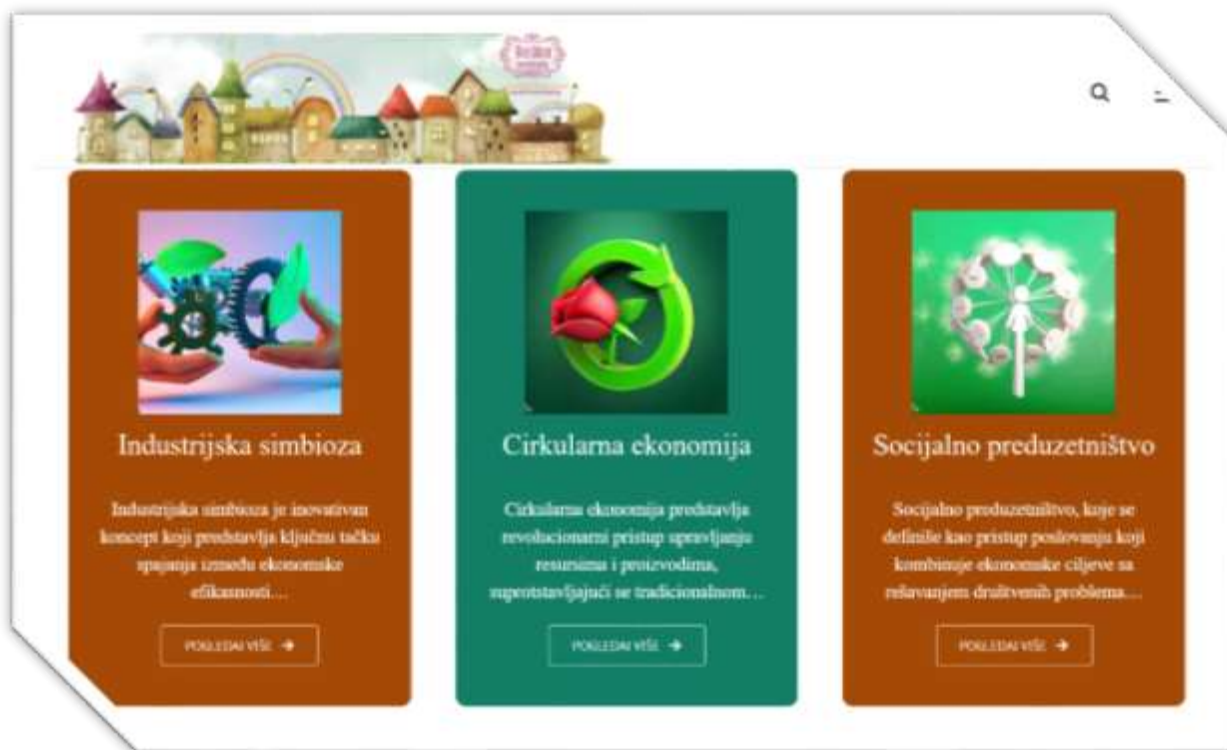 Industrijska simbioza
Industrijska simbioza je inovativan
koncept koji predstavlja ključnu tačku
spajanja između ekonomske
efikasnosti…
POGLEDAJ VIŠE →
Cirkularna ekonomija
Cirkularna ekonomija predstavlja
revolucionarni pristup upravljanju
resursima i proizvodima,
suprotstavljajući se tradicionalnom…
POGLEDAJ VIŠE →
Socijalno preduzetništvo
Socijalno preduzetništvo, koje se
definiše kao pristup poslovanju koji
kombinuje ekonomske ciljeve sa
rešavanjem društvenih problema…
POGLEDAJ VIŠE →